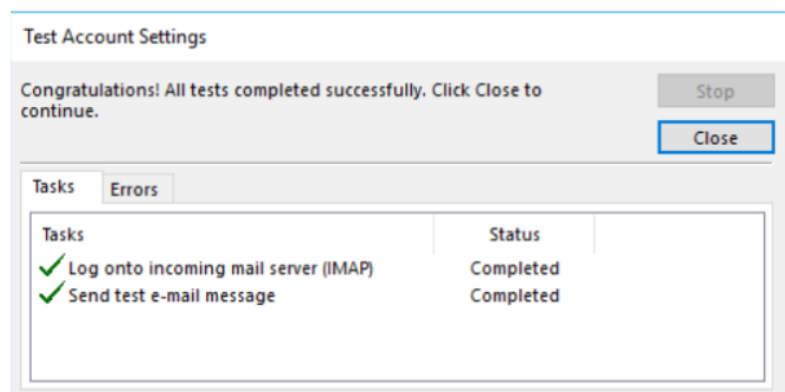 Test Account Settings
Congratulations! All tests completed successfully. Click Close to
continue.
Stop
Close
Tasks
Errors
Tasks Status
Log onto incoming mail server (IMAP) Completed
Send test e-mail message Completed